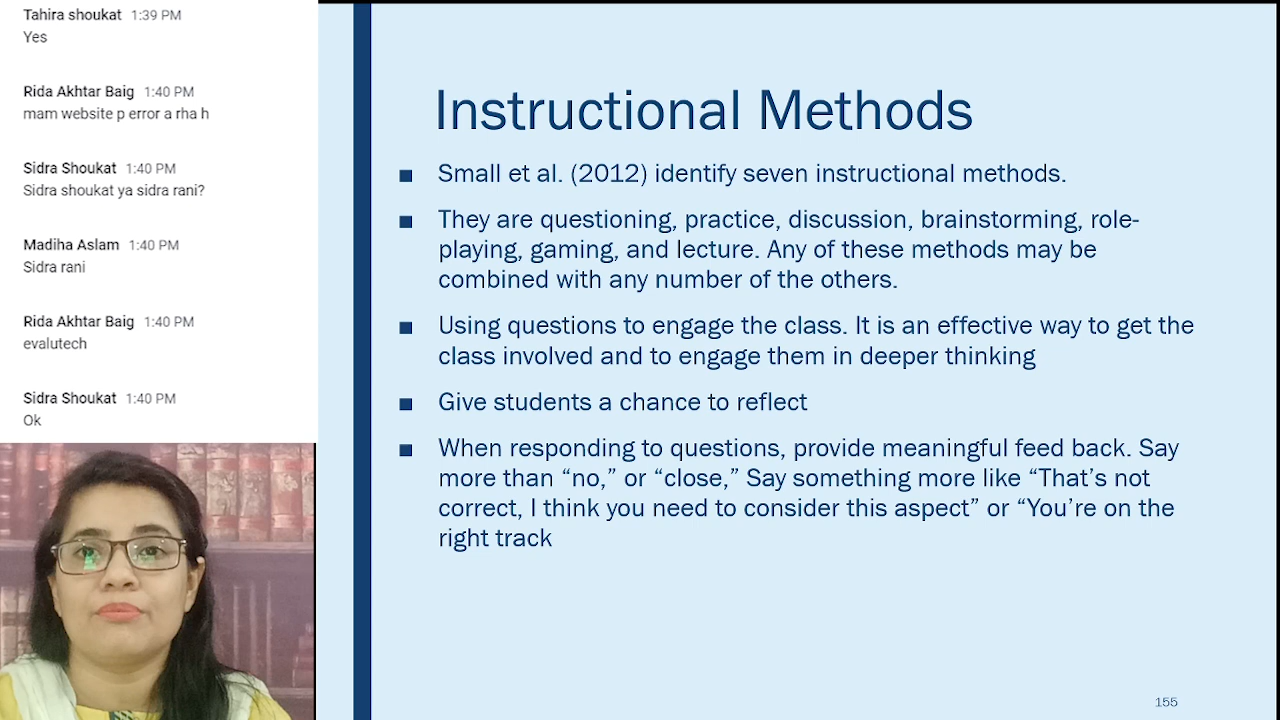 Tahira shoukat 1:39 PM
Yes
Rida Akhtar Baig 1:40 PM
mam website p error a rha h
Sidra Shoukat 1:40 PM
Sidra shoukat ya sidra rani?
Madiha Aslam 1:40 PM
Sidra rani
Rida Akhtar Baig 1:40 PM
evalutech
Sidra Shoukat 1:40 PM
Ok
Instructional Methods
■ Small et al. (2012) identify seven instructional methods.
■ They are questioning, practice, discussion, brainstorming, role-
playing, gaming, and lecture. Any of these methods may be
combined with any number of the others.
■ Using questions to engage the class. It is an effective way to get the
class involved and to engage them in deeper thinking
■ Give students a chance to reflect
■ When responding to questions, provide meaningful feed back. Say
more than “no,” or “close,” Say something more like “That’s not
correct, I think you need to consider this aspect” or “You’re on the
right track
155